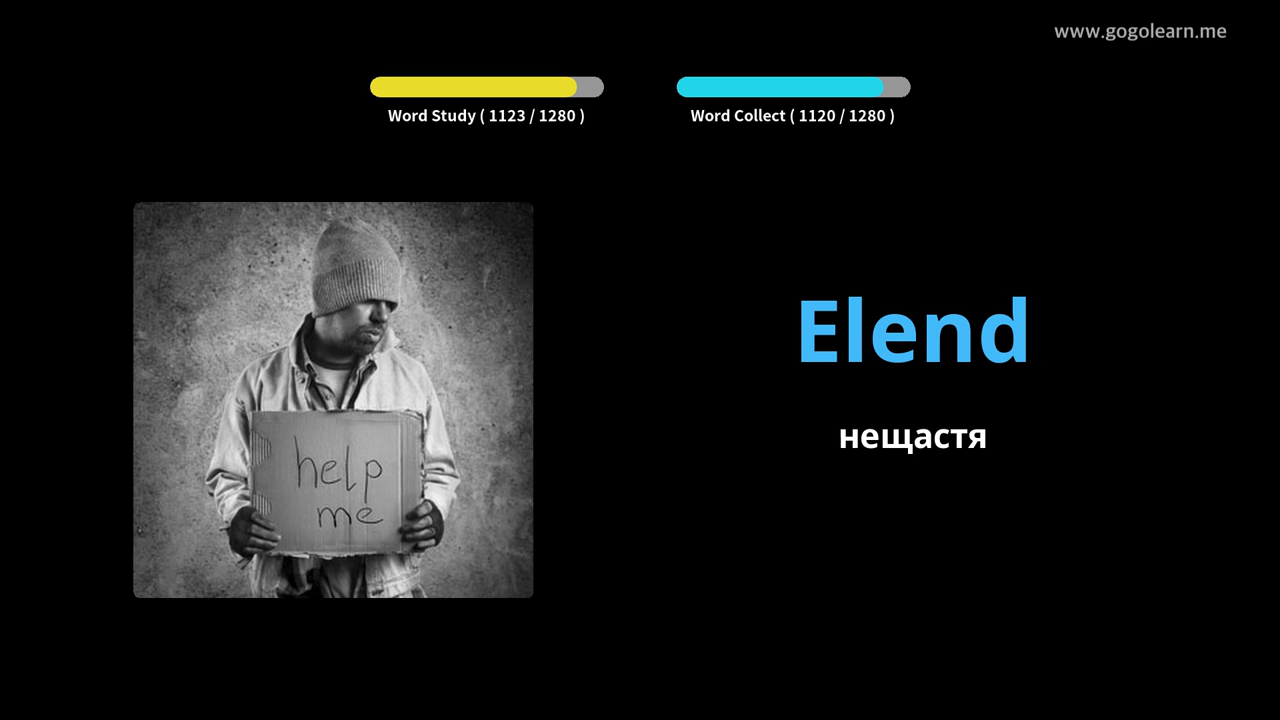 www.gogolearn.me
Word Study ( 1123 / 1280 )
Word Collect ( 1120 / 1280 )
help
me
Elend
нещастя